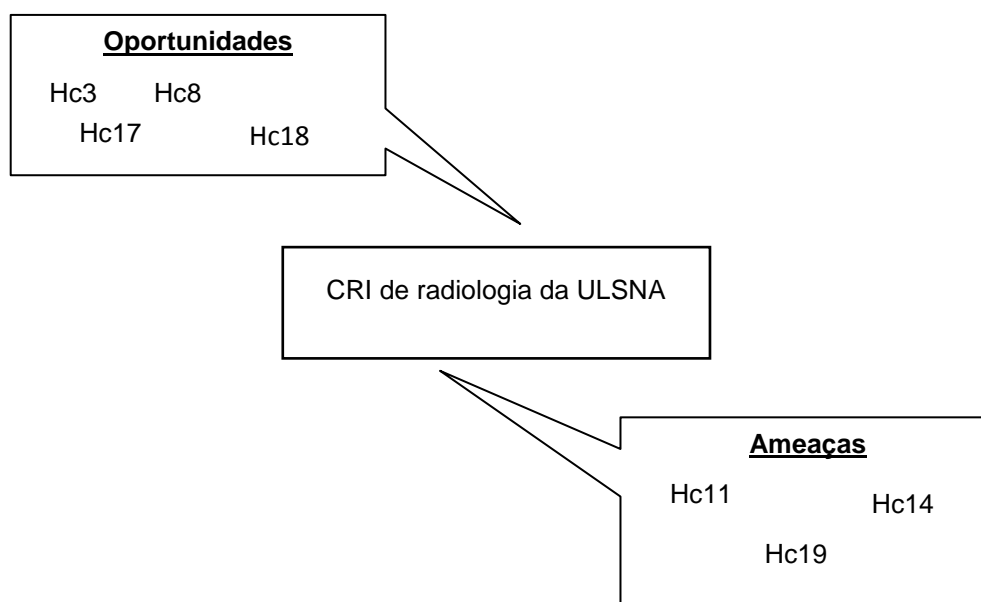 Oportunidades
Hc3 Hc8
Hc17 Hc18
CRI de radiologia da ULSNA
Ameaças
Hc11 Hc14
Hc19